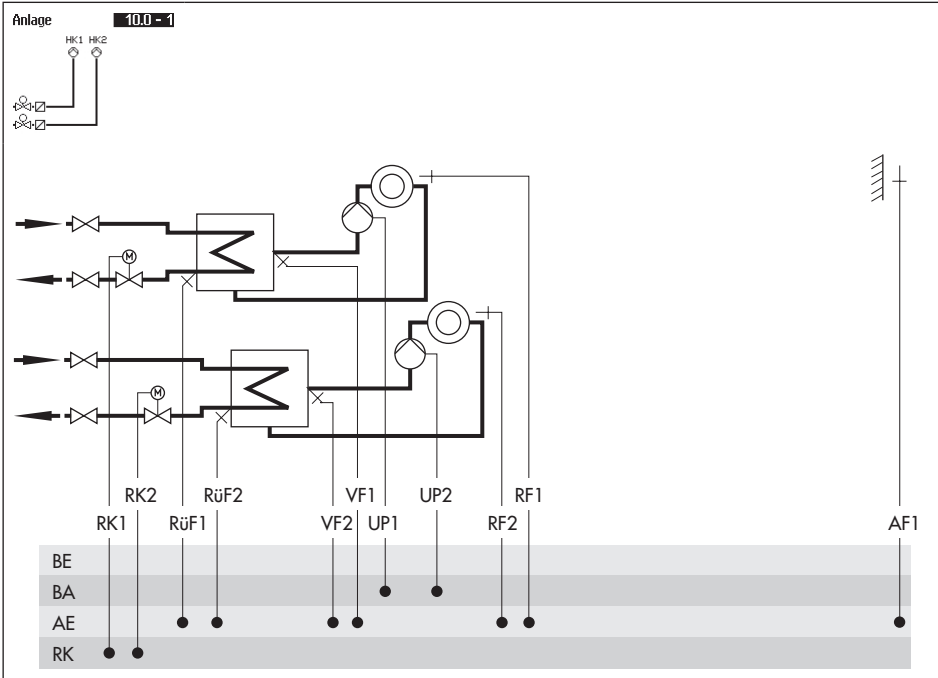 Anlage 10.0 - 1
HK1 HK2
M
M
RK2 RüF2 VF1 UP2 RF1
RK1 RüF1 VF2 UP1 RF2 AF1
BE
BA
AE
RK